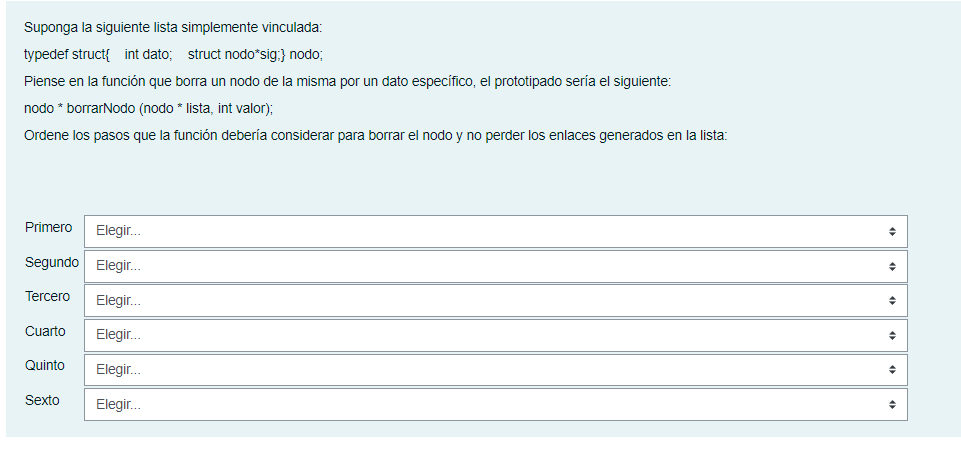 Suponga la siguiente lista simplemente vinculada:
typedef struct{ int dato; struct nodo*sig;} nodo;
Piense en la función que borra un nodo de la misma por un dato específico, el prototipado sería el siguiente:
nodo * borrarNodo (nodo * lista, int valor);
Ordene los pasos que la función debería considerar para borrar el nodo y no perder los enlaces generados en la lista:
Primero Elegir...
Segundo Elegir...
Tercero Elegir...
Cuarto Elegir...
Quinto Elegir...
Sexto Elegir...